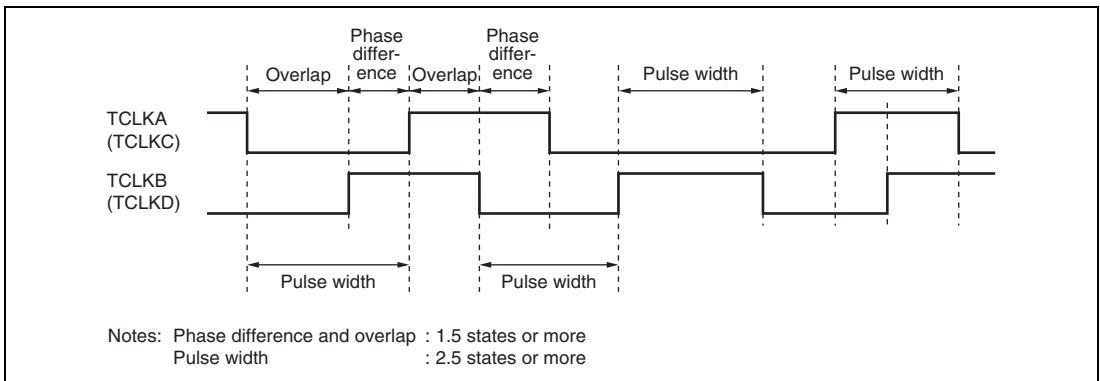 Phase
differ-
ence
Phase
differ-
ence
Overlap
Overlap
Pulse width
Pulse width
TCLKA
(TCLKC)
TCLKB
(TCLKD)
Pulse width
Pulse width
Notes: Phase difference and overlap : 1.5 states or more
Pulse width : 2.5 states or more